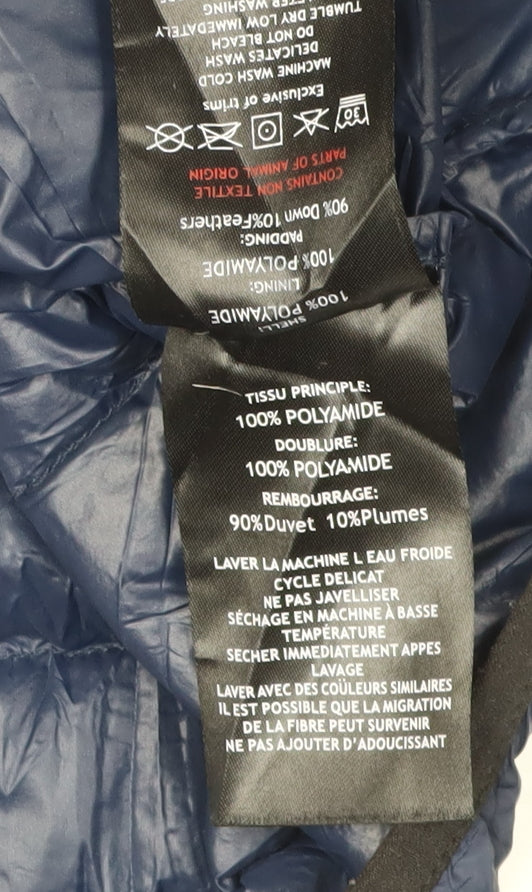 SHELL:
100% POLYAMIDE
LINING:
100% POLYAMIDE
PADDING:
90% Down 10%Feathers
CONTAINS NON TEXTILE
PARTS OF ANIMAL ORIGIN
30
Exclusive of trims
MACHINE WASH COLD
DELICATES WASH
DO NOT BLEACH
TUMBLE DRY LOW IMMEDATELY
AFTER WASHING
TISSU PRINCIPLE:
100% POLYAMIDE
DOUBLURE:
100% POLYAMIDE
REMBOURRAGE:
90%Duvet 10%Plumes
LAVER LA MACHINE L EAU FROIDE
CYCLE DELICAT
NE PAS JAVELLISER
SÉCHAGE EN MACHINE À BASSE
TEMPÉRATURE
SECHER IMMEDIATEMENT APPES
LAVAGE
LAVER AVEC DES COÜLEURS SIMILAIRES
IL EST POSSIBLE QUE LA MIGRATION
DE LA FIBRE PEUT SURVENIR
NE PAS AJOUTER D'ADOUCISSANT